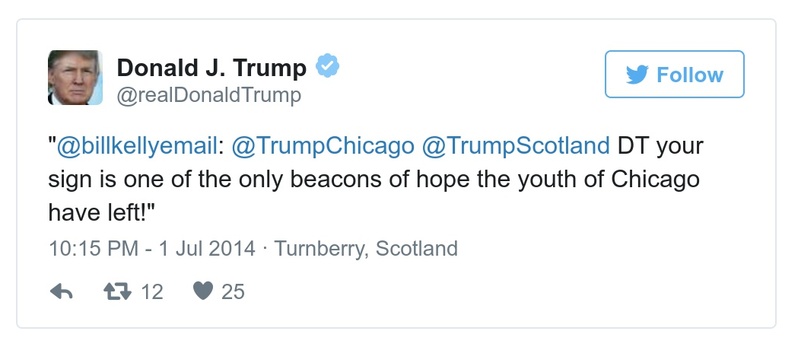 Donald J. Trump
Follow
@realDonaldTrump
"@billkellyemail: @TrumpChicago @TrumpScotland DT your
sign is one of the only beacons of hope the youth of Chicago
have left!"
10:15 PM - 1 Jul 2014 · Turnberry, Scotland
12 25